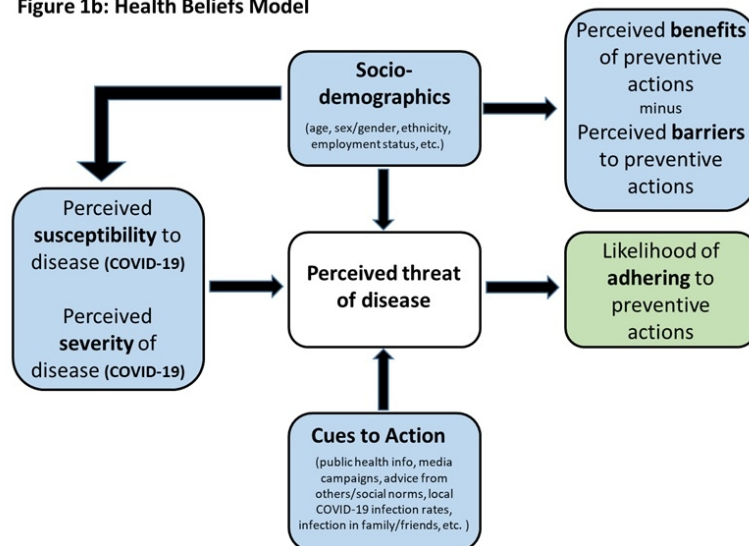 Figure 1b: Health Beliefs Model
Socio-
demographics
(age, sex/gender, ethnicity,
employment status, etc.)
Perceived benefits
of preventive
actions
minus
Perceived barriers
to preventive
actions
Perceived
susceptibility to
disease (COVID-19)
Perceived
severity of
disease (COVID-19)
Perceived threat
of disease
Likelihood of
adhering to
preventive
actions
Cues to Action
(public health info, media
campaigns, advice from
others/social norms, local
COVID-19 infection rates,
infection in family/friends, etc. )